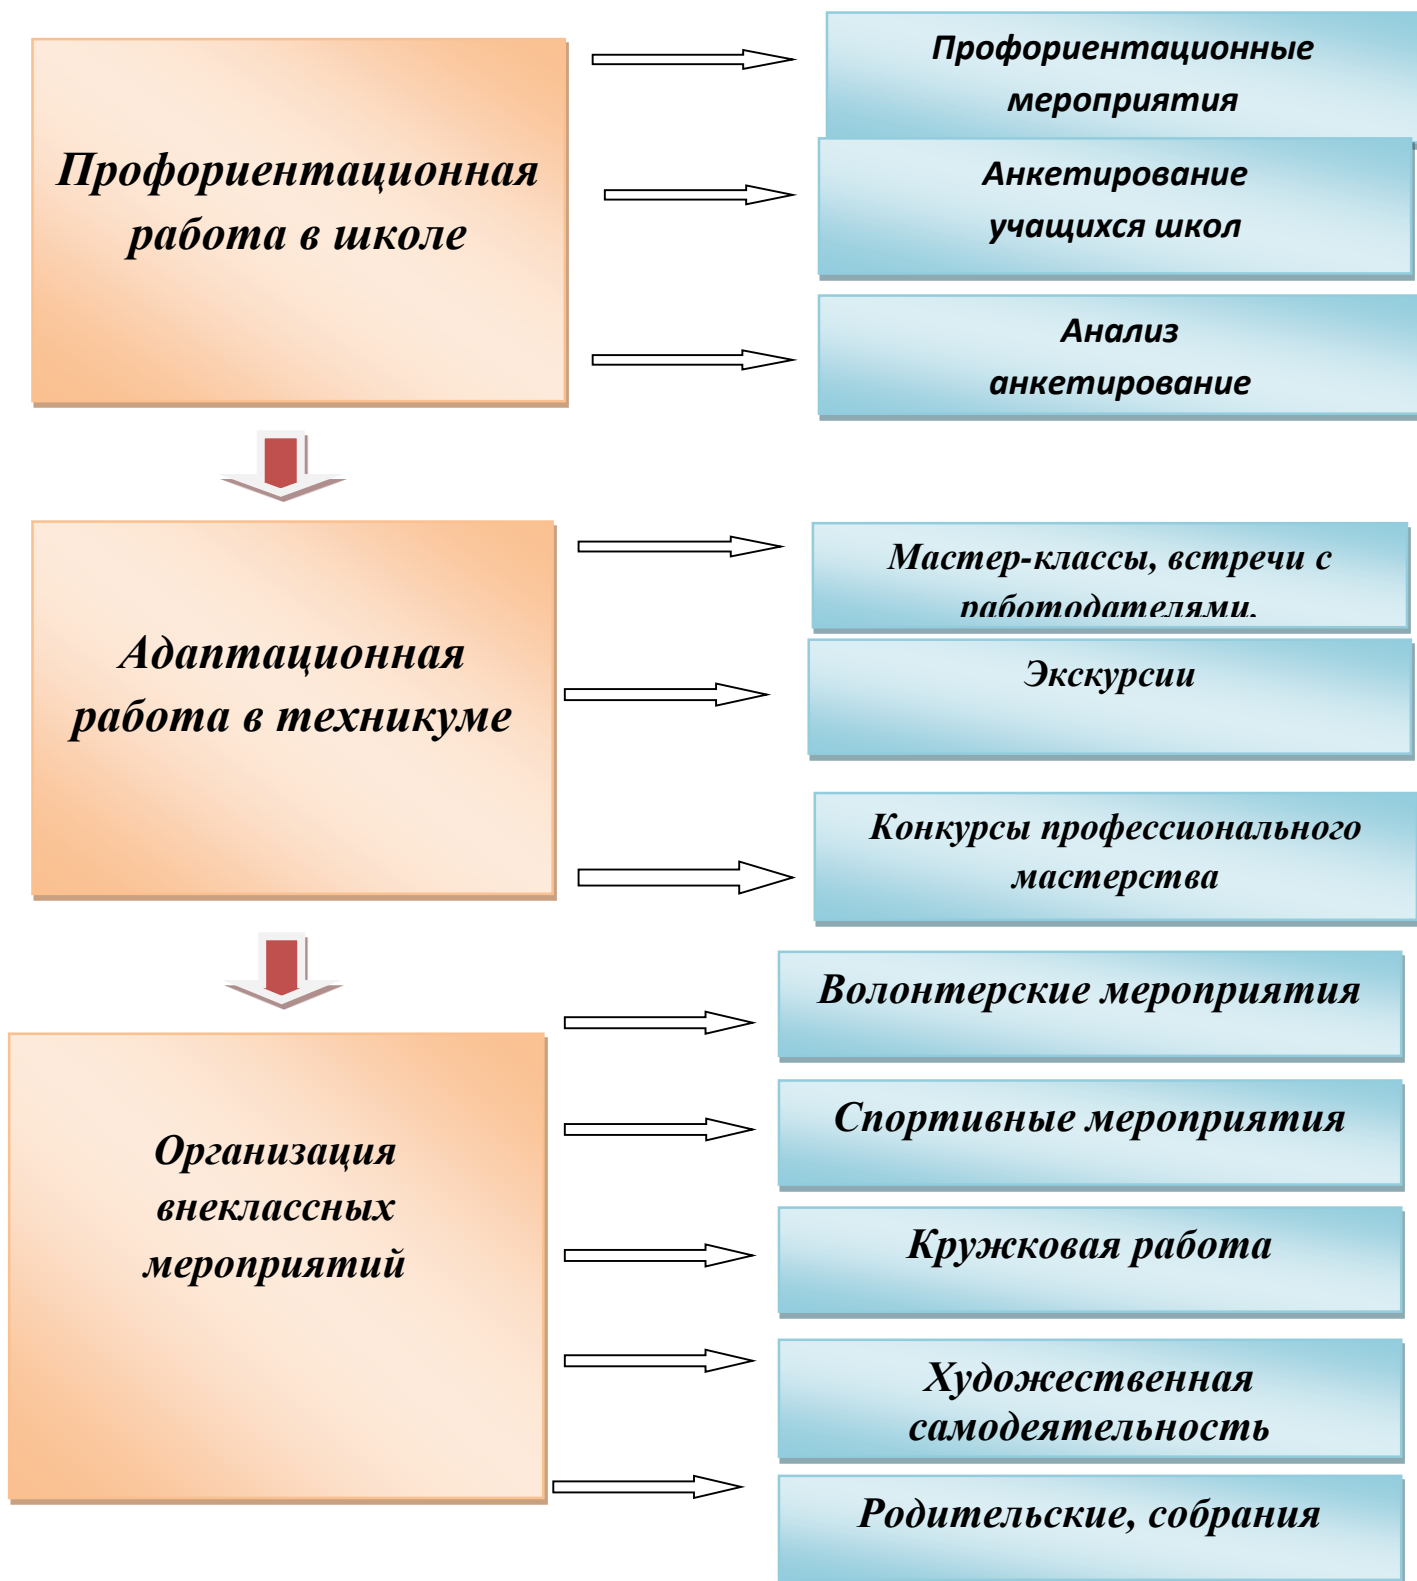 Профориентационная
работа в школе
Профориентационные
мероприятия
Анкетирование
учащихся школ
Анализ
анкетирование
Адаптационная
работа в техникуме
Мастер-классы, встречи с
работодателями.
Экскурсии
Конкурсы профессионального
мастерства
Организация
внеклассных
мероприятий
Волонтерские мероприятия
Спортивные мероприятия
Кружковая работа
Художественная
самодеятельность
Родительские, собрания